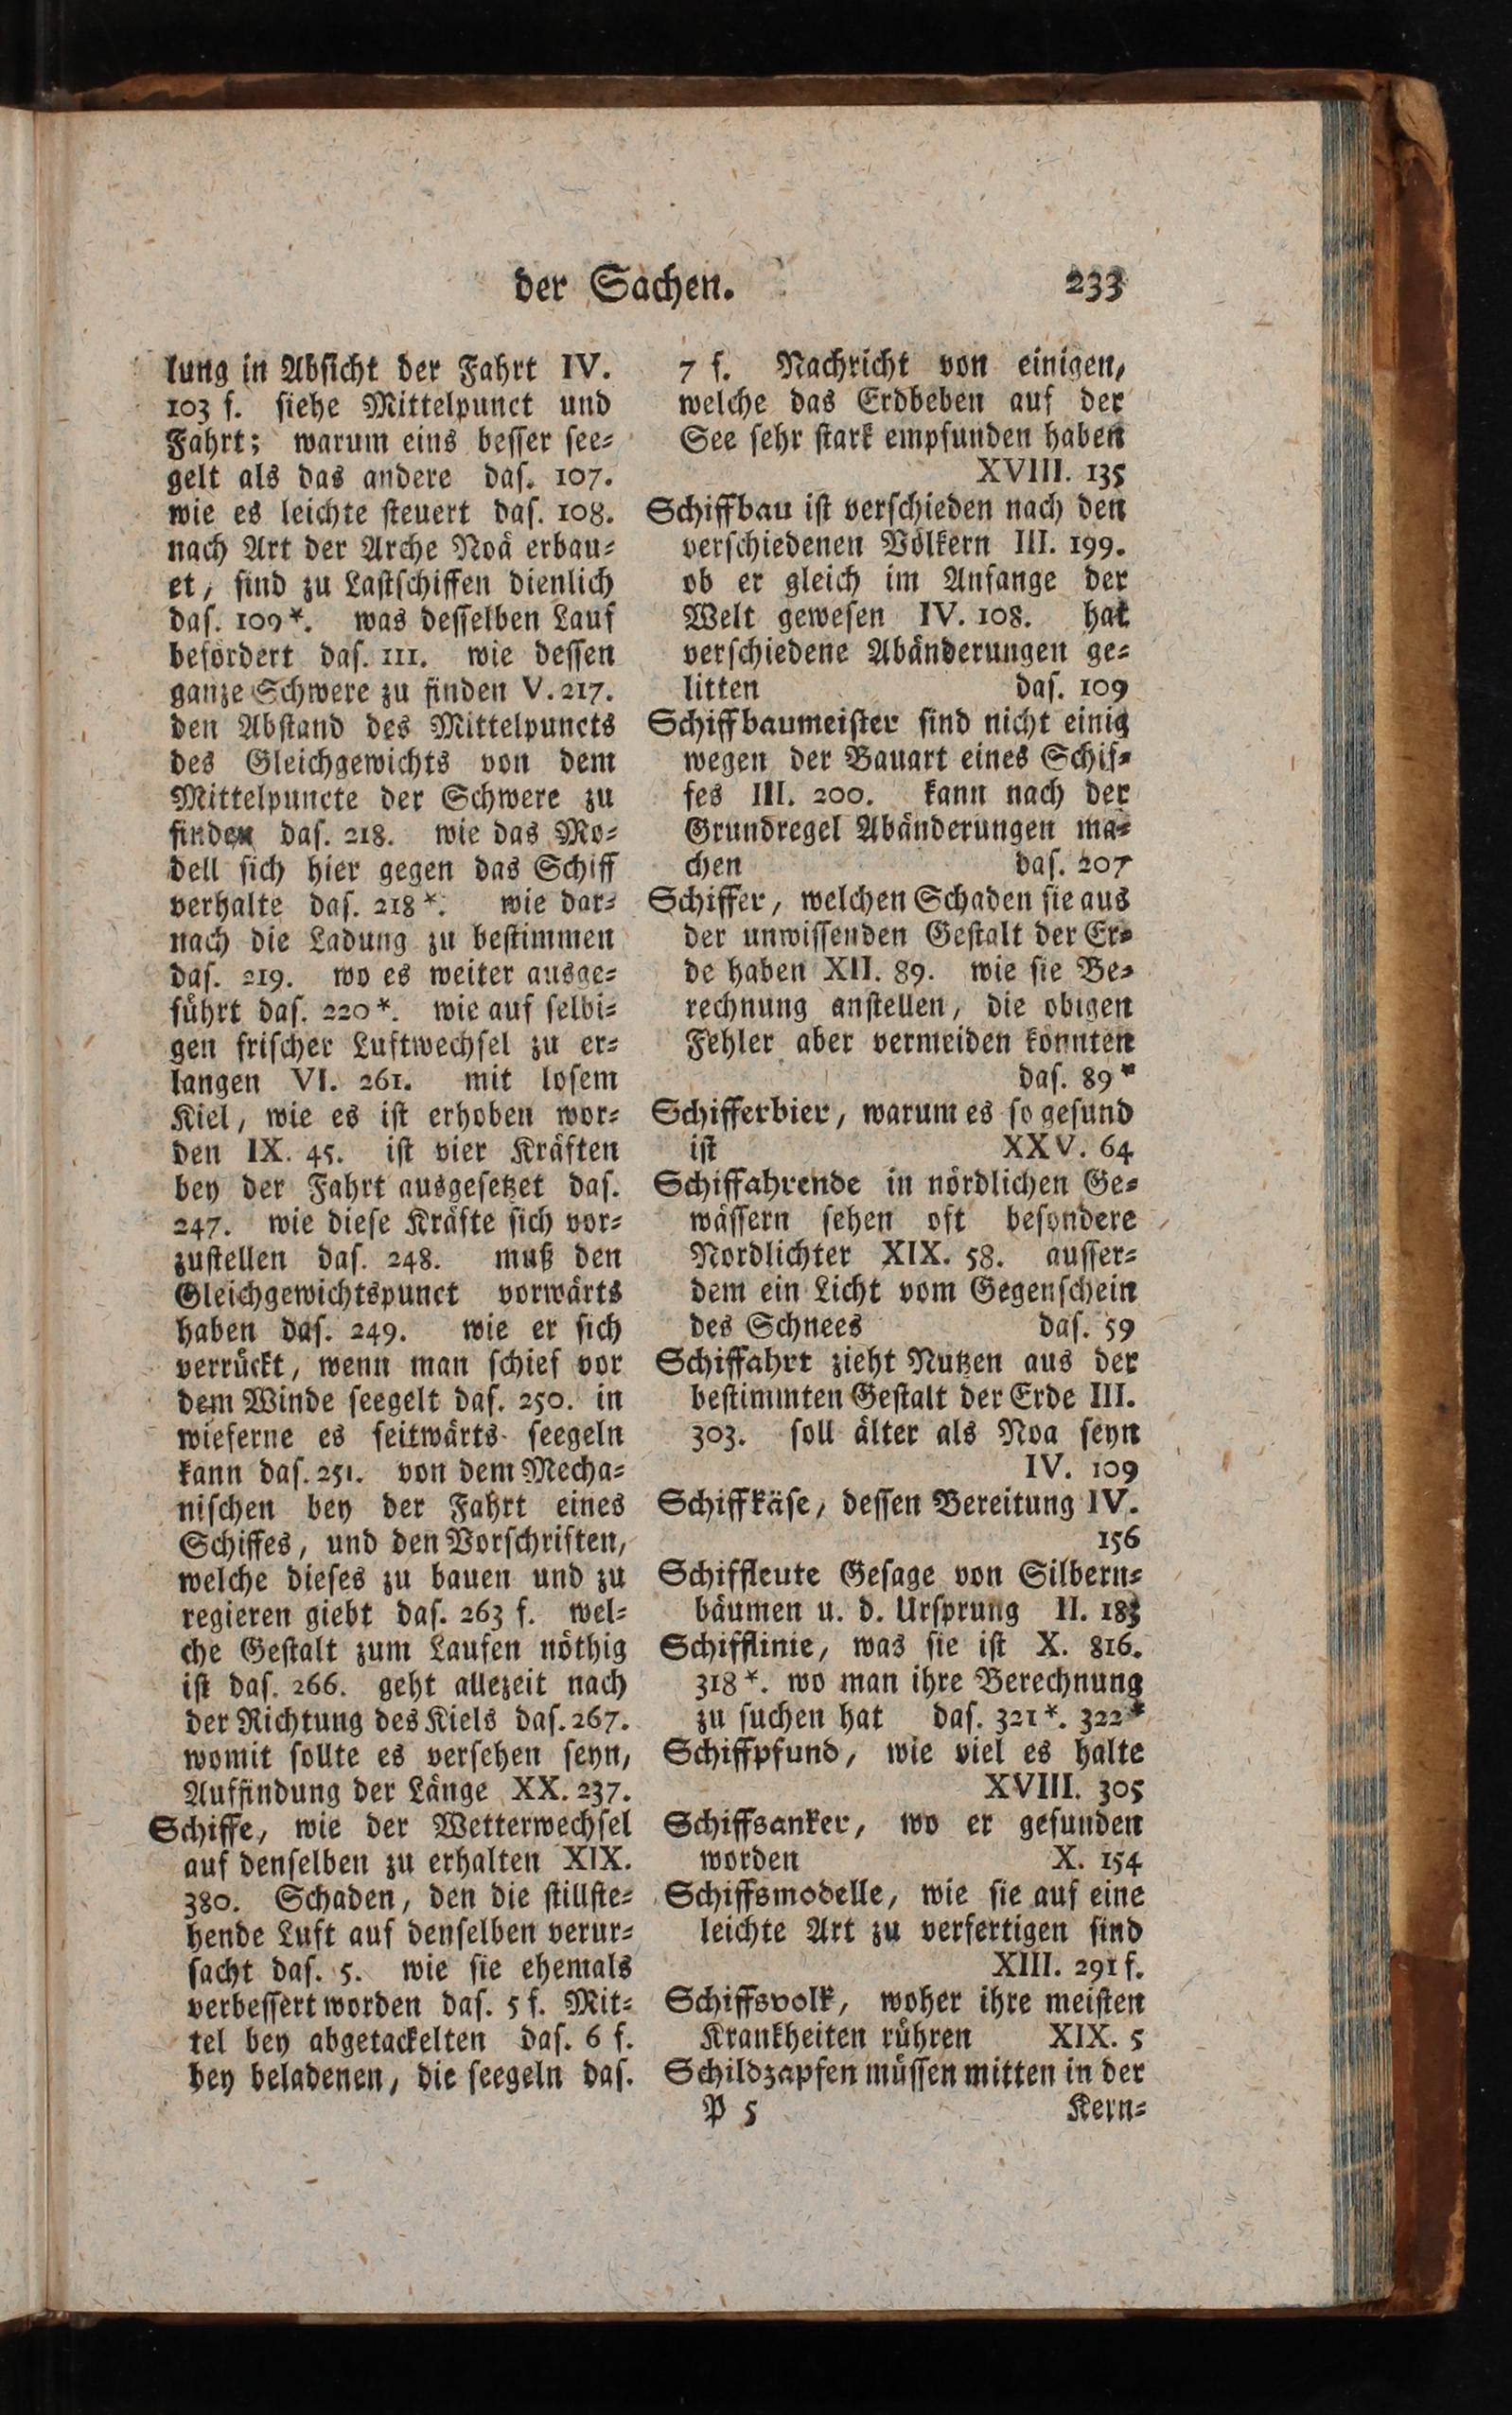 der Sachen. 233
lung in Abſicht der Fahrt IV.
103 f. ſiehe Mittelpunct und
Fahrt; warum eins beſſer ſee-
gelt als das andere daſ. 107.
wie es leichte ſteuert daſ. 108.
nach Art der Arche Noä erbau-
et, ſind zu Laſtſchiffen dienlich
daſ. 109*. was deſſelben Lauf
befördert daſ. 111. wie deſſen
ganze Schwere zu finden V. 217.
den Abſtand des Mittelpuncts
des Gleichgewichts von dem
Mittelpuncte der Schwere zu
finden daſ. 218. wie das Mo-
dell ſich hier gegen das Schiff
verhalte daſ. 218*. wie dar-
nach die Ladung zu beſtimmen
daſ. 219. wo es weiter ausge-
führt daſ. 220*. wie auf ſelbi-
gen friſcher Luftwechſel zu er-
langen VI. 261. mit loſem
Kiel, wie es iſt erhoben wor-
den IX. 45. iſt vier Kräften
bey der Fahrt ausgeſetzet daſ.
247. wie dieſe Kräfte ſich vor-
zuſtellen daſ. 248. muß den
Gleichgewichtspunct vorwärts
haben daſ. 249. wie er ſich
verrückt, wenn man ſchief vor
dem Winde ſeegelt daſ. 250. in
wieferne es ſeitwärts ſeegeln
kann daſ. 251. von dem Mecha-
niſchen bey der Fahrt eines
Schiffes, und den Vorſchriften,
welche dieſes zu bauen und zu
regieren giebt daſ. 263 f. wel-
che Geſtalt zum Laufen nöthig
iſt daſ. 266. geht allezeit nach
der Richtung des Kiels daſ. 267.
womit ſollte es verſehen ſeyn,
Auffindung der Länge XX. 237.
Schiffe, wie der Wetterwechſel
auf denſelben zu erhalten XIX.
380. Schaden, den die ſtillſte-
hende Luft auf denſelben verur-
ſacht daſ. 5. wie ſie ehemals
verbeſſert worden daſ. 5 f. Mit-
tel bey abgetackelten daſ. 6 f.
bey beladenen, die ſeegeln daſ.
7 f. Nachricht von einigen,
welche das Erdbeben auf der
See ſehr ſtark empfunden haben
XVIII. 135
Schiffbau iſt verſchieden nach den
verſchiedenen Völkern III. 199.
ob er gleich im Anfange der
Welt geweſen IV. 108. hat
verſchiedene Abänderungen ge-
litten daſ. 109
Schiffbaumeiſter ſind nicht einig
wegen der Bauart eines Schif-
fes III. 200. kann nach der
Grundregel Abänderungen ma-
chen daſ. 207
Schiffer, welchen Schaden ſie aus
der unwiſſenden Geſtalt der Er-
de haben XII. 89. wie ſie Be-
rechnung anſtellen, die obigen
Fehler aber vermeiden könnten
daſ. 89*
Schifferbier, warum es ſo geſund
iſt XXV. 64
Schiffahrende in nördlichen Ge-
wäſſern ſehen oft beſondere
Nordlichter XIX. 58. auſſer-
dem ein Licht vom Gegenſchein
des Schnees daſ. 59
Schiffahrt zieht Nutzen aus der
beſtimmten Geſtalt der Erde III.
303. ſoll älter als Noa ſeyn
IV. 109
Schiffkäſe, deſſen Bereitung IV.
156
Schiffleute Geſage von Silbern-
bäumen u. d. Urſprung II. 183
Schifflinie, was ſie iſt X. 816.
318*. wo man ihre Berechnung
zu ſuchen hat daſ. 321*. 322*
Schiffpfund, wie viel es halte
XVIII. 305
Schiffsanker, wo er gefunden
worden X. 154
Schiffsmodelle, wie ſie auf eine
leichte Art zu verfertigen ſind
XIII. 291 f.
Schiffsvolk, woher ihre meiſten
Krankheiten rühren XIX. 5
Schildzapfen müſſen mitten in der
P 5 Kern-